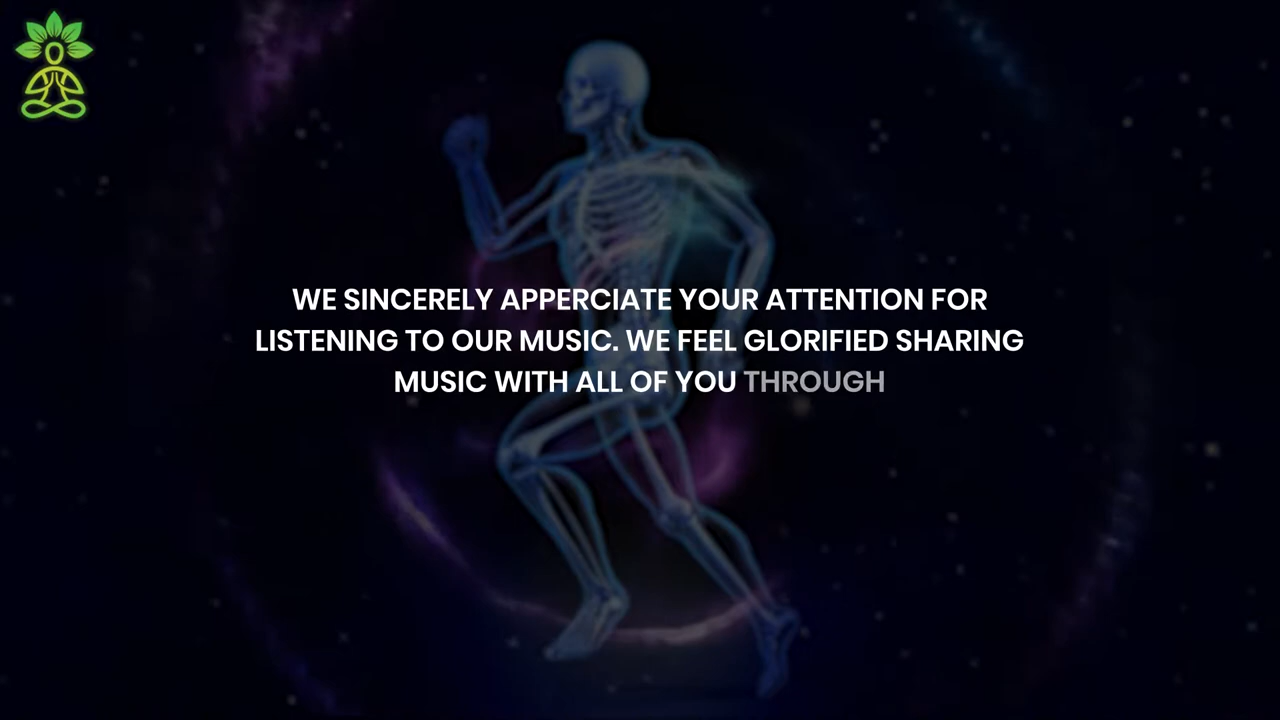 WE SINCERELY APPERCIATE YOUR ATTENTION FOR
LISTENING TO OUR MUSIC. WE FEEL GLORIFIED SHARING
MUSIC WITH ALL OF YOU THROUGH